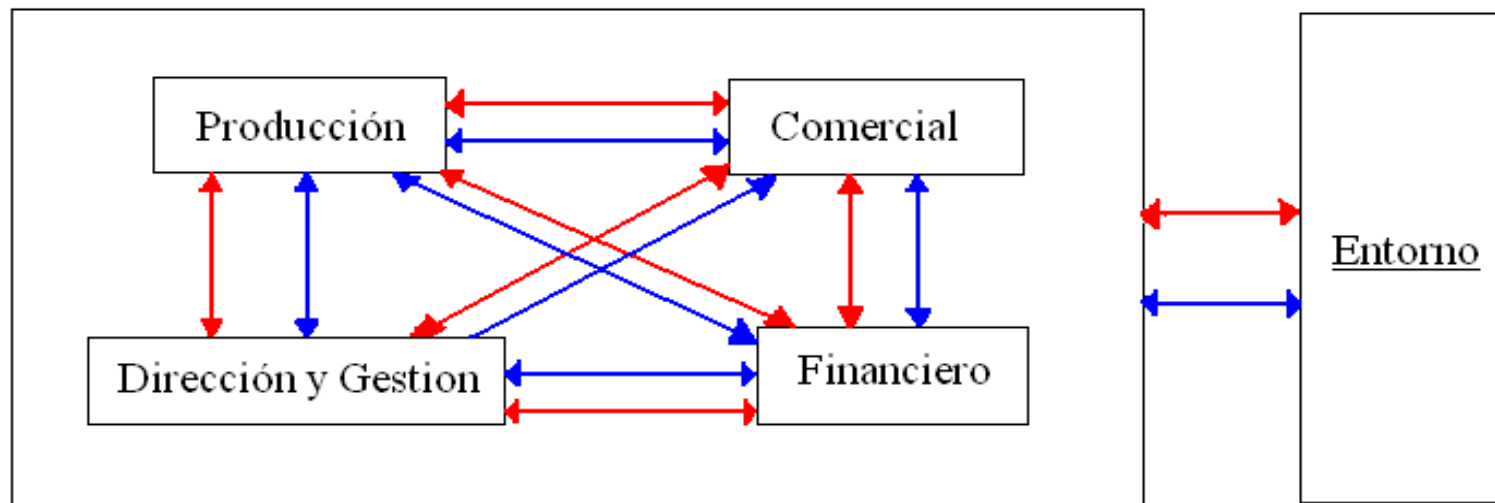 Producción
Comercial
Entorno
Dirección y Gestion
Financiero